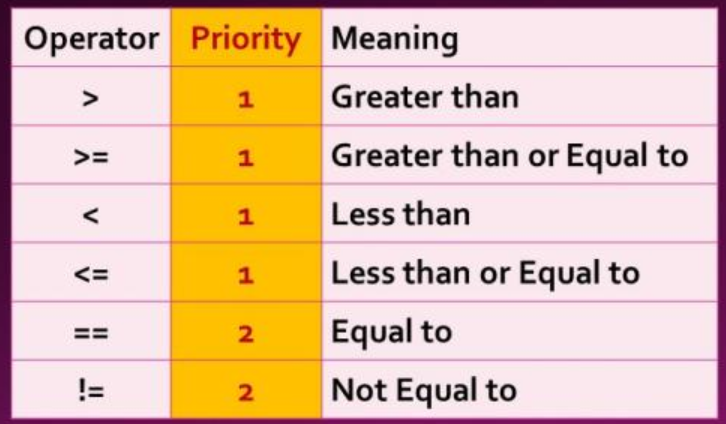 Operator Priority Meaning
> 1 Greater than
>= 1 Greater than or Equal to
< 1 Less than
<= 1 Less than or Equal to
== 2 Equal to
!= 2 Not Equal to